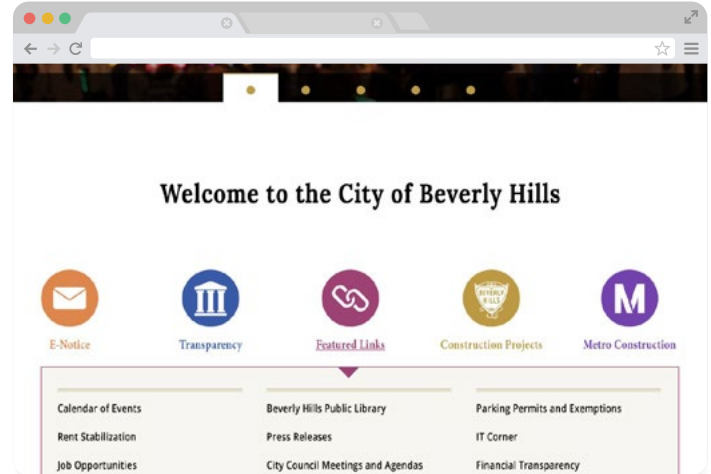 Welcome to the City of Beverly Hills
BEVERLY
HILLS
M
E-Notice
Transparency
Featured Links
Construction Projects
Metro Construction
Calendar of Events
Beverly Hills Public Library
Parking Permits and Exemptions
Rent Stabilization
Press Releases
IT Corner
Job Opportunities
City Council Meetings and Agendas
Financial Transparency